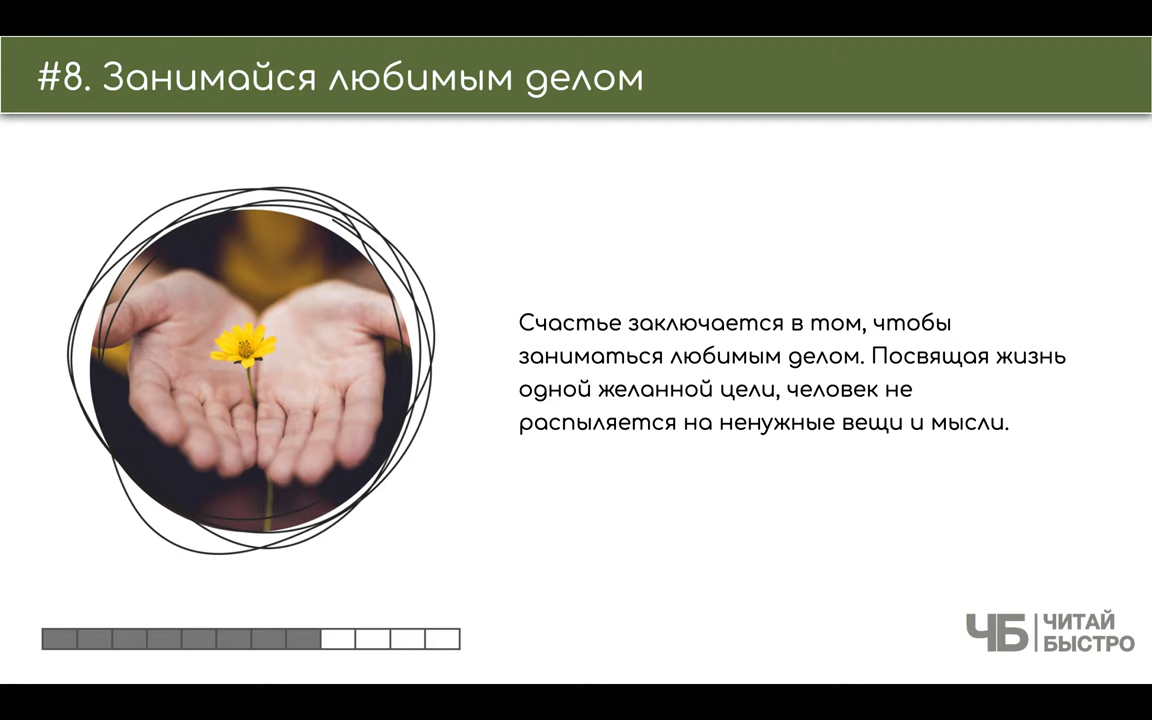 #8. Занимайся любимым делом
Счастье заключается в том, чтобы
заниматься любимым делом. Посвящая жизнь
одной желанной цели, человек не
распыляется на ненужные вещи и мысли.
ЧБ
ЧИТАЙ
БЫСТРО